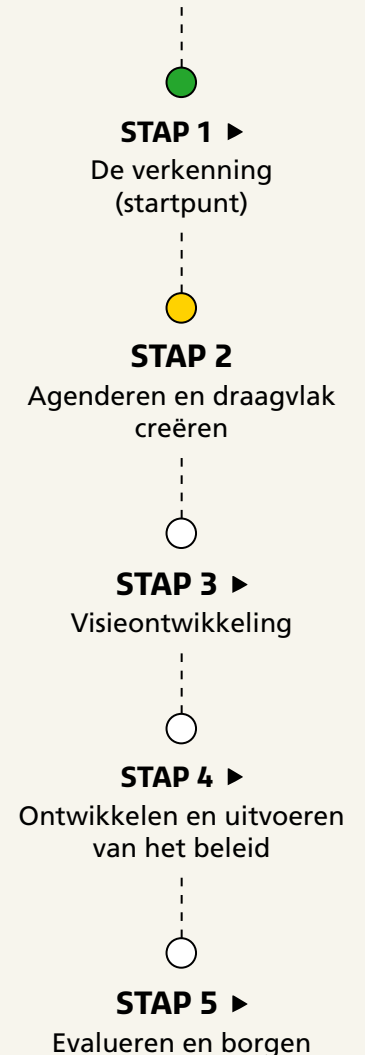 STAP 1 ▶
De verkenning
(startpunt)
STAP 2
Agenderen en draagvlak
creëren
STAP 3 ▶
Visieontwikkeling
STAP 4 ▶
Ontwikkelen en uitvoeren
van het beleid
STAP 5 ▶
Evalueren en borgen